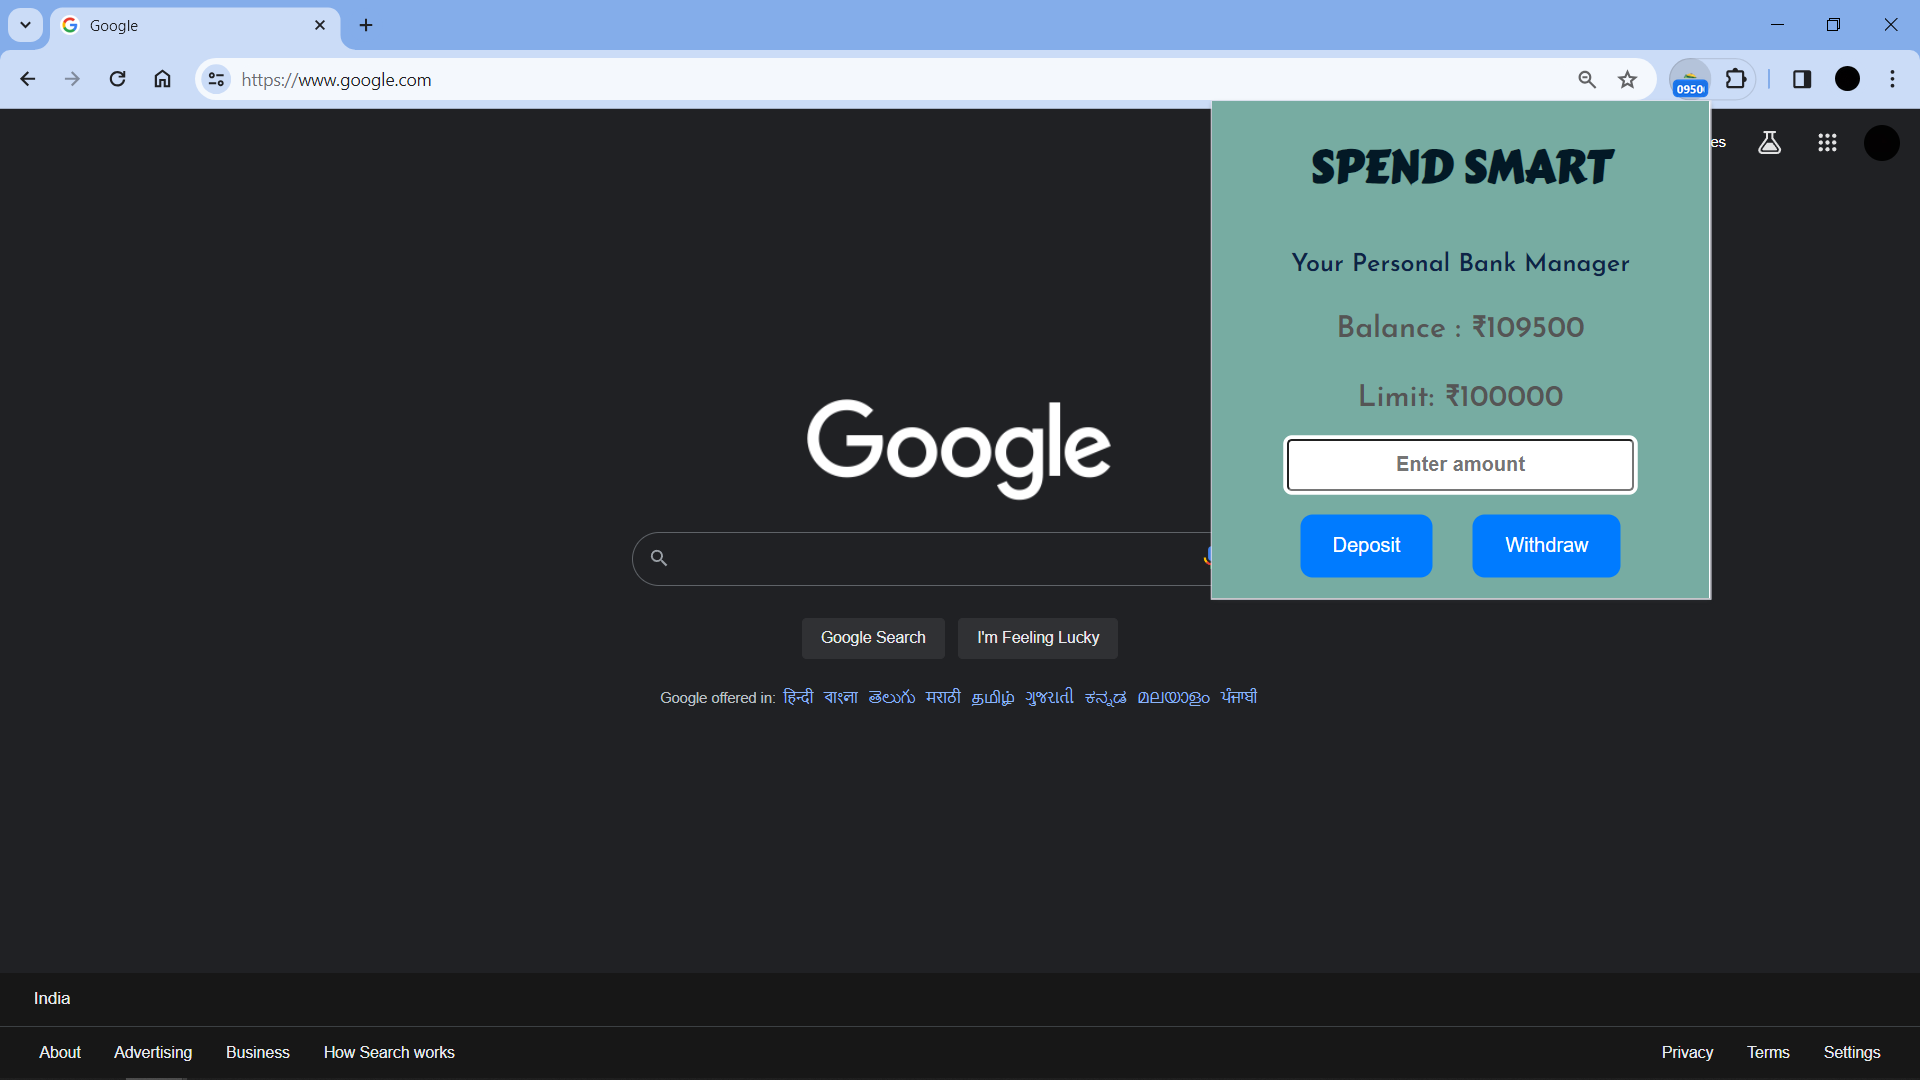 Google
https://www.google.com
0950
es
SPEND SMART
Your Personal Bank Manager
Balance : ₹109500
Limit: ₹100000
Enter amount
Deposit Withdraw
Google
Google Search I'm Feeling Lucky
Google offered in: हिन्दी বাংলা తెలుగు मराठी தமிழ் ગુજરાતી ಕನ್ನಡ മലയാളം ਪੰਜਾਬੀ
India
About Advertising Business How Search works Privacy Terms Settings